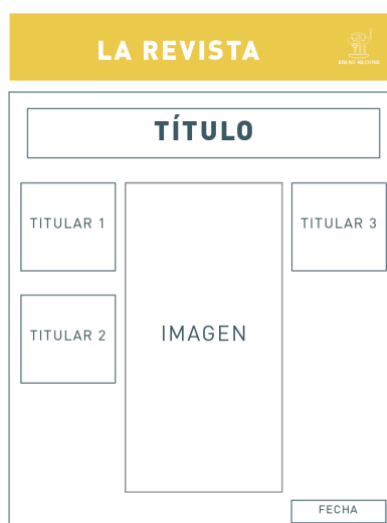 LA REVISTA
TÍTULO
TITULAR 1
TITULAR 3
TITULAR 2
IMAGEN
FECHA